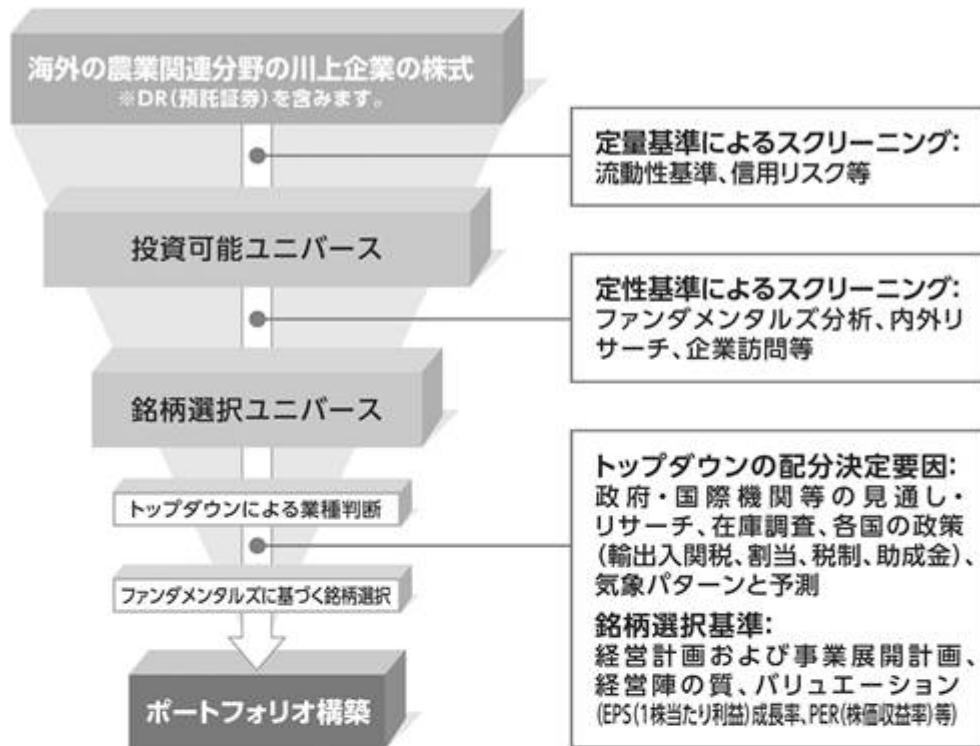 海外の農業関連分野の川上企業の株式
※DR(預託証券)を含みます。
定量基準によるスクリーニング:
流動性基準、信用リスク等
投資可能ユニバース
定性基準によるスクリーニング:
ファンダメンタルズ分析、内外リ
サーチ、企業訪問等
銘柄選択ユニバース
トップダウンによる業種判断
ファンダメンタルズに基づく銘柄選択
トップダウンの配分決定要因:
政府・国際機関等の見通し・
リサーチ、在庫調査、各国の政策
(輸出入関税、割当、税制、助成金)、
気象パターンと予測
銘柄選択基準:
経営計画および事業展開計画、
経営陣の質、バリュエーション
(EPS(1株当たり利益)成長率、PER(株価収益率)等)
ポートフォリオ構築